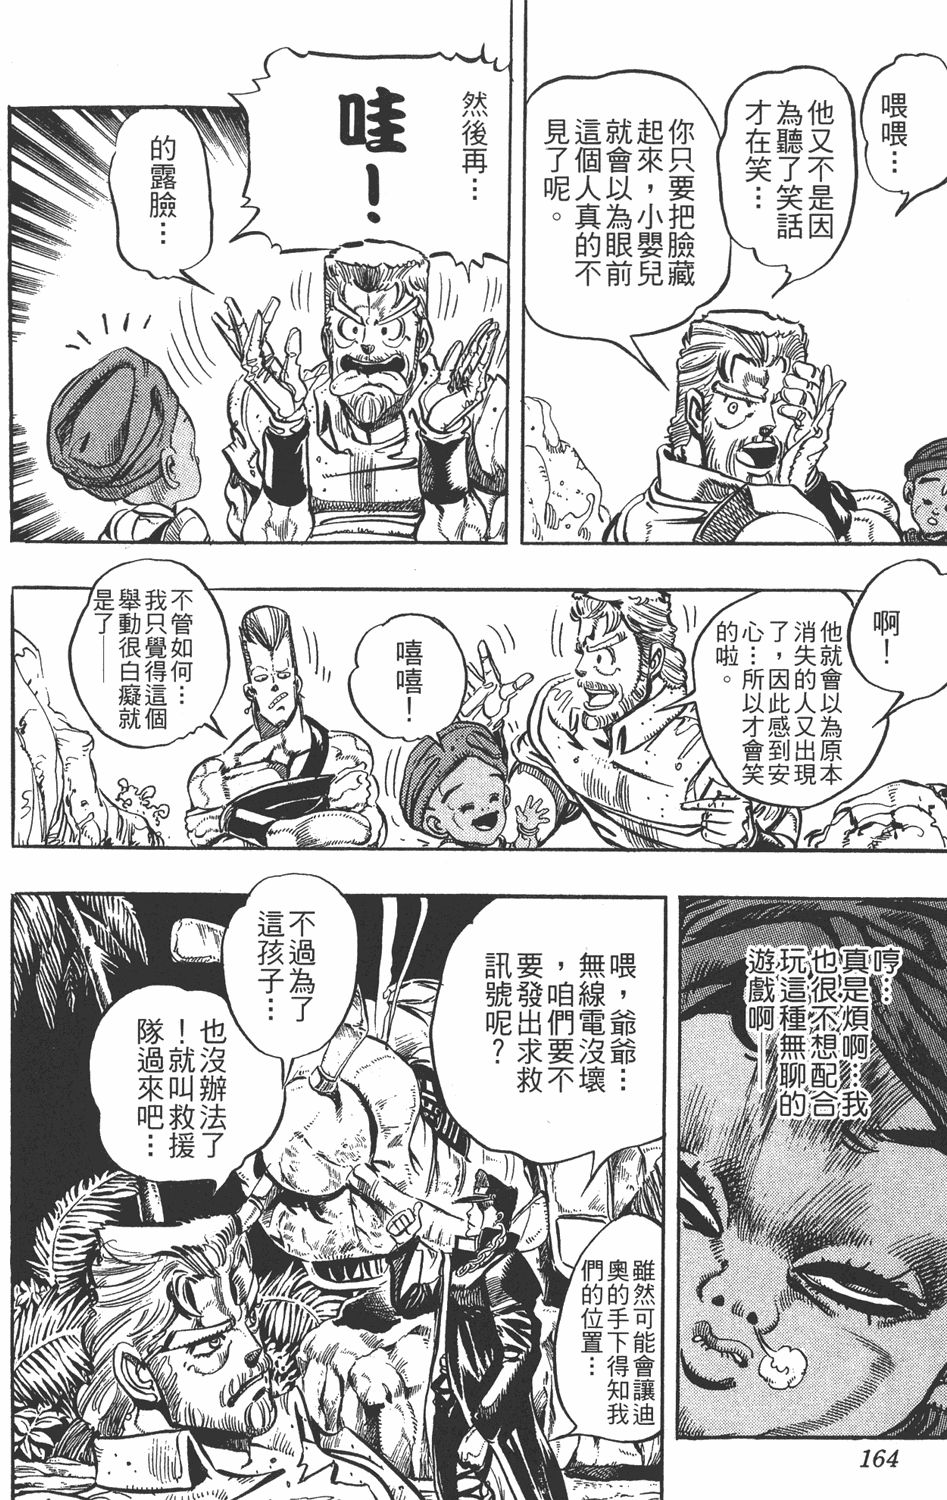 喂喂…
他又不是因
為聽了笑話
才在笑…
你只要把臉藏
起來，小嬰兒
就會以為眼前
這個人真的不
見了呢。
然後再…
哇！
的露臉…
啊！
他就會以為原本
消失的人又出現
了，因此感到安
心…所以才會笑
的啦。
嘻嘻！
不管如何…
我只覺得這個
舉動很白癡就
是了──
哼…
真是煩啊…我
也很不想配合
玩這種無聊的
遊戲啊──
喂，爺爺…
無線電沒壞
，咱們要不
要發出求救
訊號呢？
雖然可能會讓迪
奧的手下得知我
們的位置…
不過為了
這孩子…
也沒辦法了
！就叫救援
隊過來吧…
164